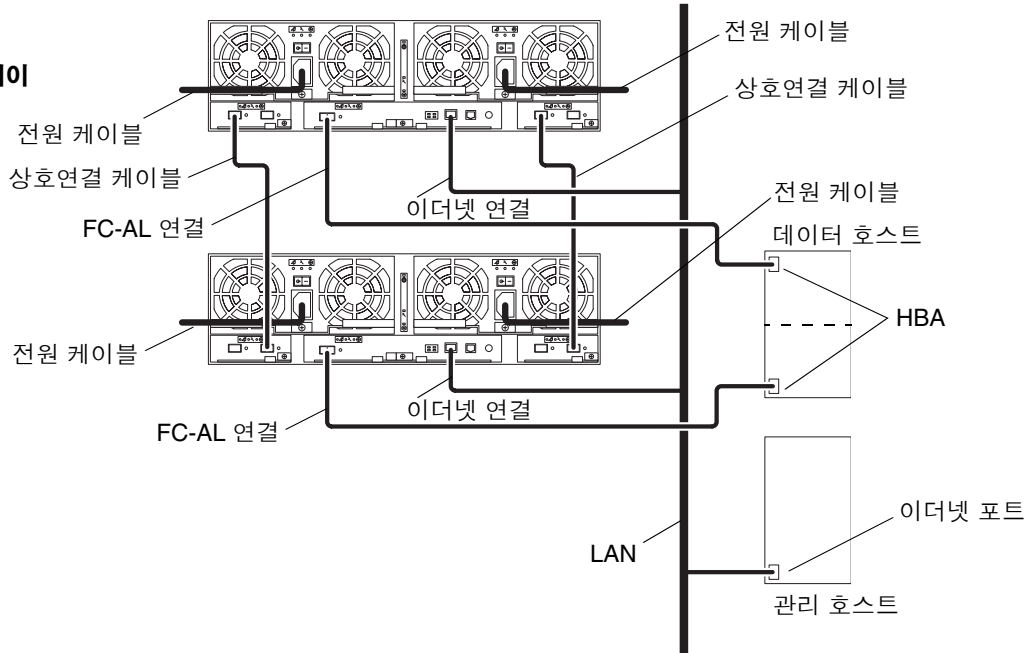 전원 케이블
상호연결 케이블
전원 케이블
상호연결 케이블
FC-AL 연결
이더넷 연결
전원 케이블
데이터 호스트
HBA
전원 케이블
이더넷 연결
FC-AL 연결
이더넷 포트
LAN
관리 호스트